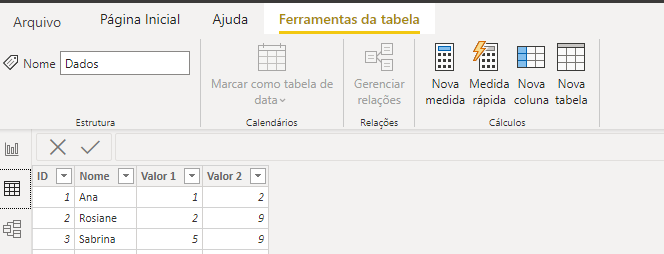 Arquivo Página Inicial Ajuda Ferramentas da tabela
Nome Dados
Marcar como tabela de
data
Gerenciar
relações
Nova
medida
Medida
rápida
Nova
coluna
Nova
tabela
Estrutura Calendários Relações Cálculos
ID Nome Valor 1 Valor 2
1 Ana 1 2
2 Rosiane 2 9
3 Sabrina 5 9